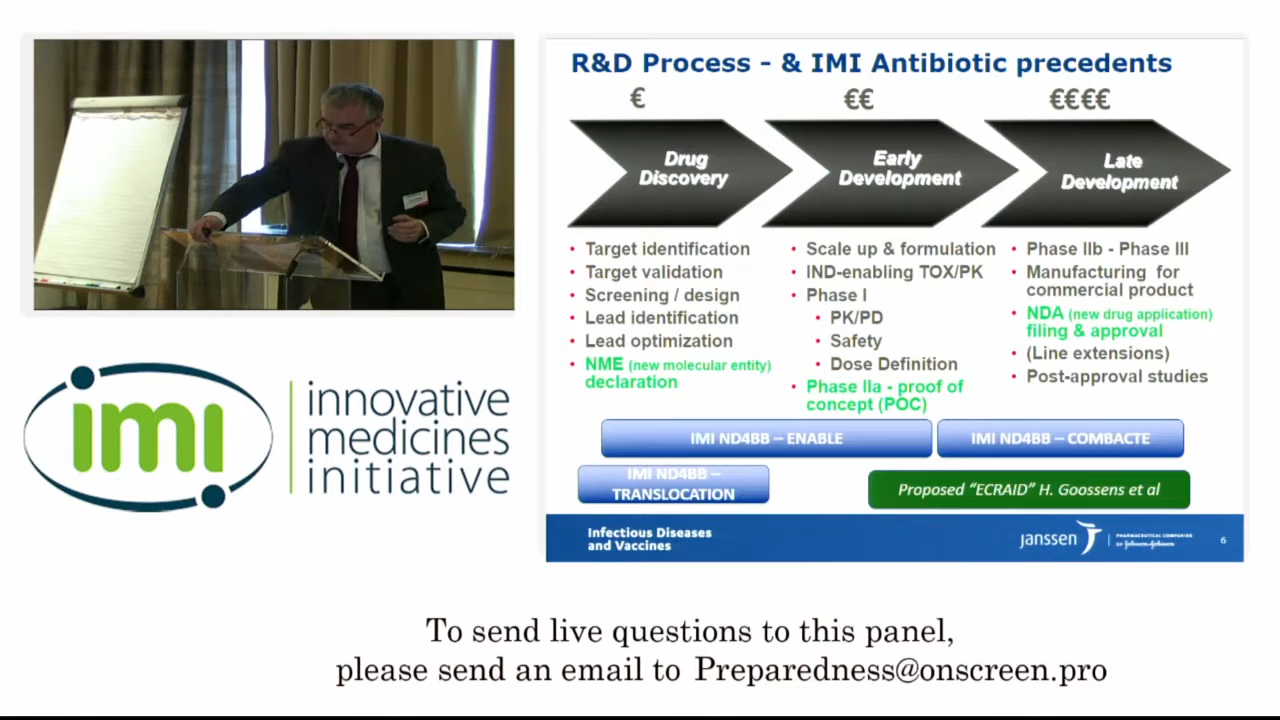 R&D Process - & IMI Antibiotic precedents
€
€€
€€€€
Drug
Discovery
Early
Development
Late
Development
• Target identification
• Target validation
• Screening / design
• Lead identification
• Lead optimization
• NME (new molecular entity)
declaration
• Scale up & formulation
• IND-enabling TOX/PK
• Phase I
• PK/PD
• Safety
• Dose Definition
• Phase IIa - proof of
concept (POC)
• Phase IIb - Phase III
• Manufacturing for
commercial product
• NDA (new drug application)
filing & approval
• (Line extensions)
• Post-approval studies
IMI ND4BB – ENABLE
IMI ND4BB – COMBACTE
IMI ND4BB –
TRANSLOCATION
Proposed “ECRAID” H. Goossens et al
Infectious Diseases
and Vaccines
janssen
PHARMACEUTICAL COMPANIES
OF Johnson & Johnson
6
imi
innovative
medicines
initiative
To send live questions to this panel,
please send an email to Preparedness@onscreen.pro